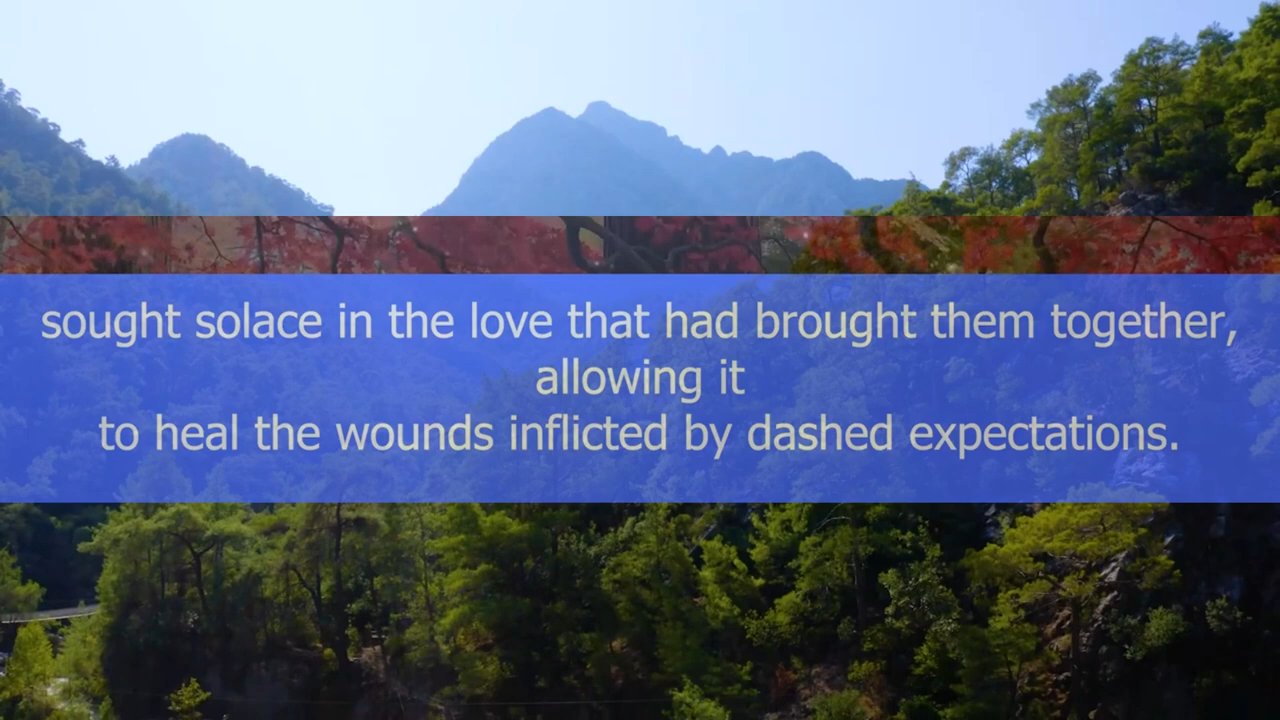 sought solace in the love that had brought them together,
allowing it
to heal the wounds inflicted by dashed expectations.